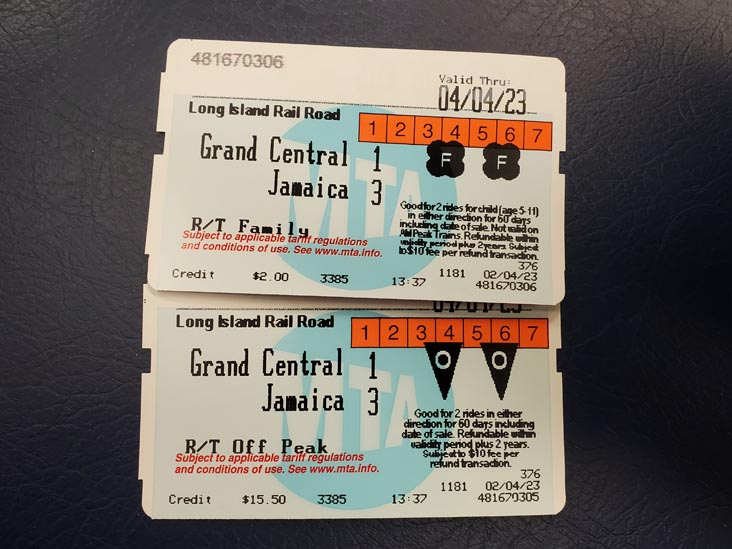 481670306
Valid Thru:
04/04/23
Long Island Rail Road
1 2 3 4 5 6 7
Grand Central 1
Jamaica 3
F F
MTA
Good for 2 rides for child (age 5-11)
in either direction for 60 days
including date of sale. Not valid on
AM Peak Trains. Refundable within
validity period plus 2 years. Subject
to $10 fee per refund transaction.
R/T Family
Subject to applicable tariff regulations
and conditions of use. See www.mta.info.
376
Credit $2.00 3385 13:37 1181 02/04/23
481670306
04/04/23
Long Island Rail Road
1 2 3 4 5 6 7
Grand Central 1
Jamaica 3
O O
MTA
Good for 2 rides in either
direction for 60 days including
date of sale. Refundable within
validity period plus 2 years.
Subject to $10 fee per
refund transaction.
R/T Off Peak
Subject to applicable tariff regulations
and conditions of use. See www.mta.info.
376
Credit $15.50 3385 13:37 1181 02/04/23
481670305